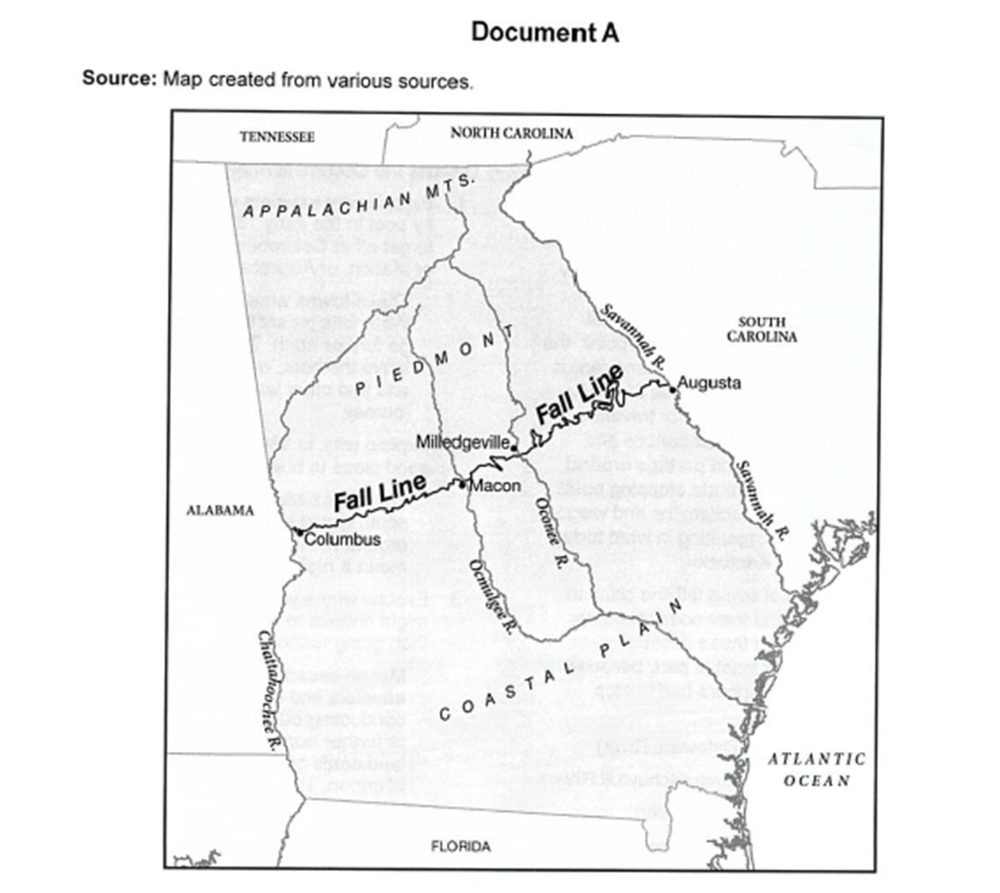 Document A
Source: Map created from various sources.
TENNESSEE
NORTH CAROLINA
APPALACHIAN MTS.
Savannah R.
SOUTH
CAROLINA
PIEDMONT
Fall Line
Augusta
Milledgeville
Savannah R.
Fall Line
Macon
ALABAMA
Columbus
Oconee R.
Ocmulgee R.
Chattahoochee R.
COASTAL PLAIN
ATLANTIC
OCEAN
FLORIDA